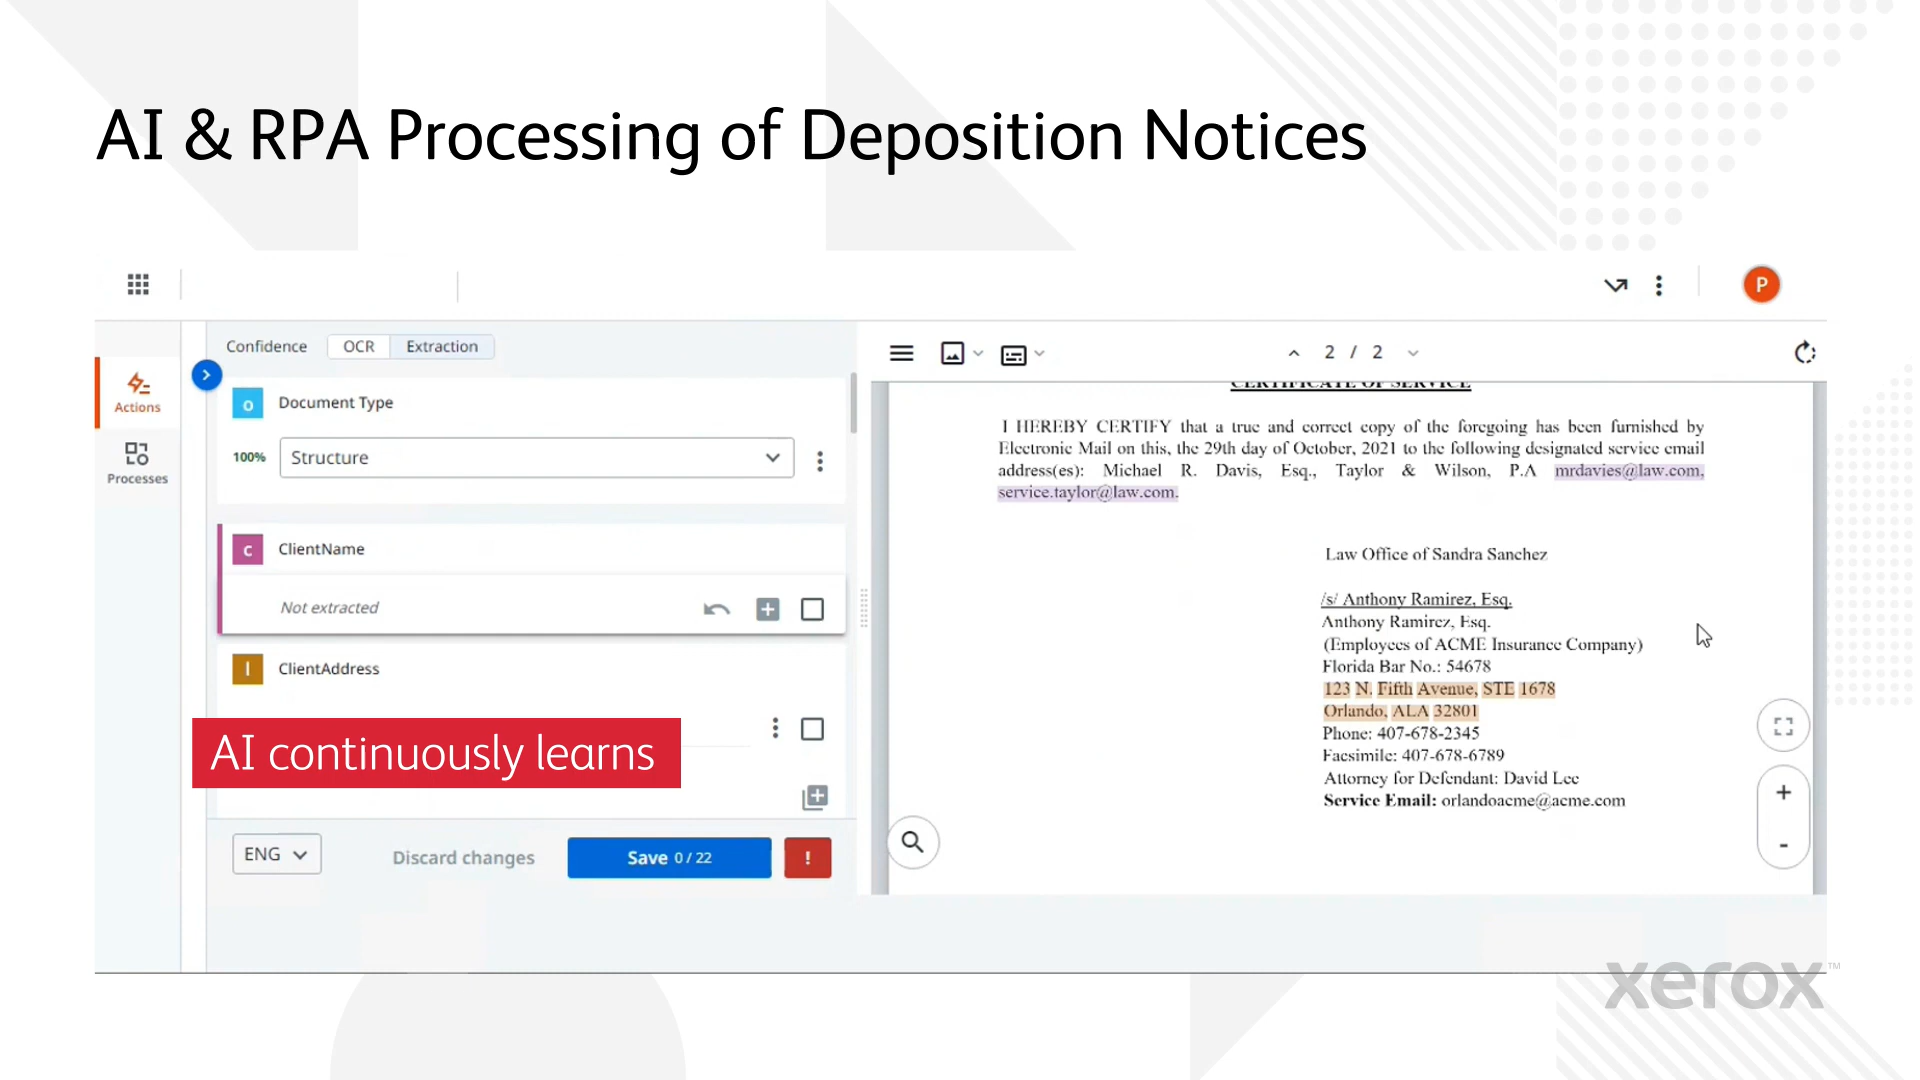 AI & RPA Processing of Deposition Notices
P
Confidence OCR Extraction
2 / 2
Actions
Processes
o Document Type
100% Structure
c ClientName
Not extracted
l ClientAddress
AI continuously learns
ENG Discard changes Save 0 / 22 !
CERTIFICATE OF SERVICE
I HEREBY CERTIFY that a true and correct copy of the foregoing has been furnished by
Electronic Mail on this, the 29th day of October, 2021 to the following designated service email
address(es): Michael R. Davis, Esq., Taylor & Wilson, P.A mrdavies@law.com,
service.taylor@law.com.
Law Office of Sandra Sanchez
/s/ Anthony Ramirez, Esq.
Anthony Ramirez, Esq.
(Employees of ACME Insurance Company)
Florida Bar No.: 54678
123 N. Fifth Avenue, STE 1678
Orlando, ALA 32801
Phone: 407-678-2345
Facsimile: 407-678-6789
Attorney for Defendant: David Lee
Service Email: orlandoacme@acme.com
+
-
xerox™